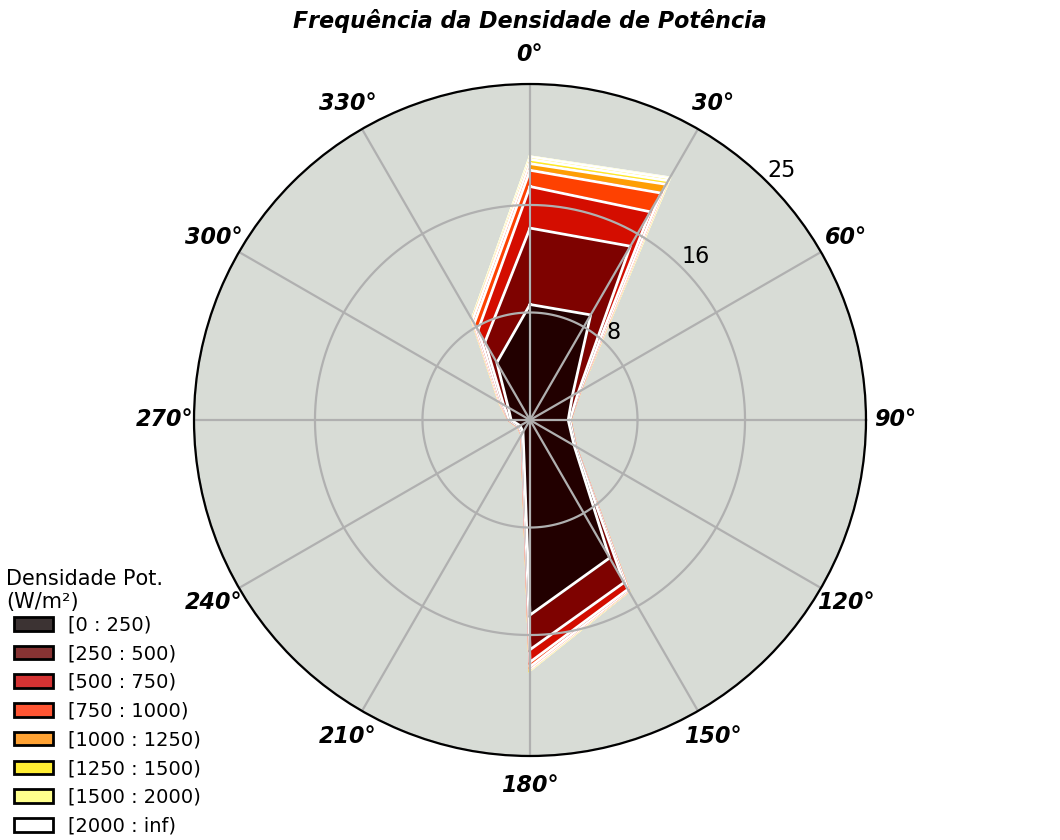 Frequência da Densidade de Potência
0°
330°
30°
25
300°
60°
16
8
270°
90°
240°
120°
210°
150°
180°
Densidade Pot.
(W/m²)
[0 : 250)
[250 : 500)
[500 : 750)
[750 : 1000)
[1000 : 1250)
[1250 : 1500)
[1500 : 2000)
[2000 : inf)